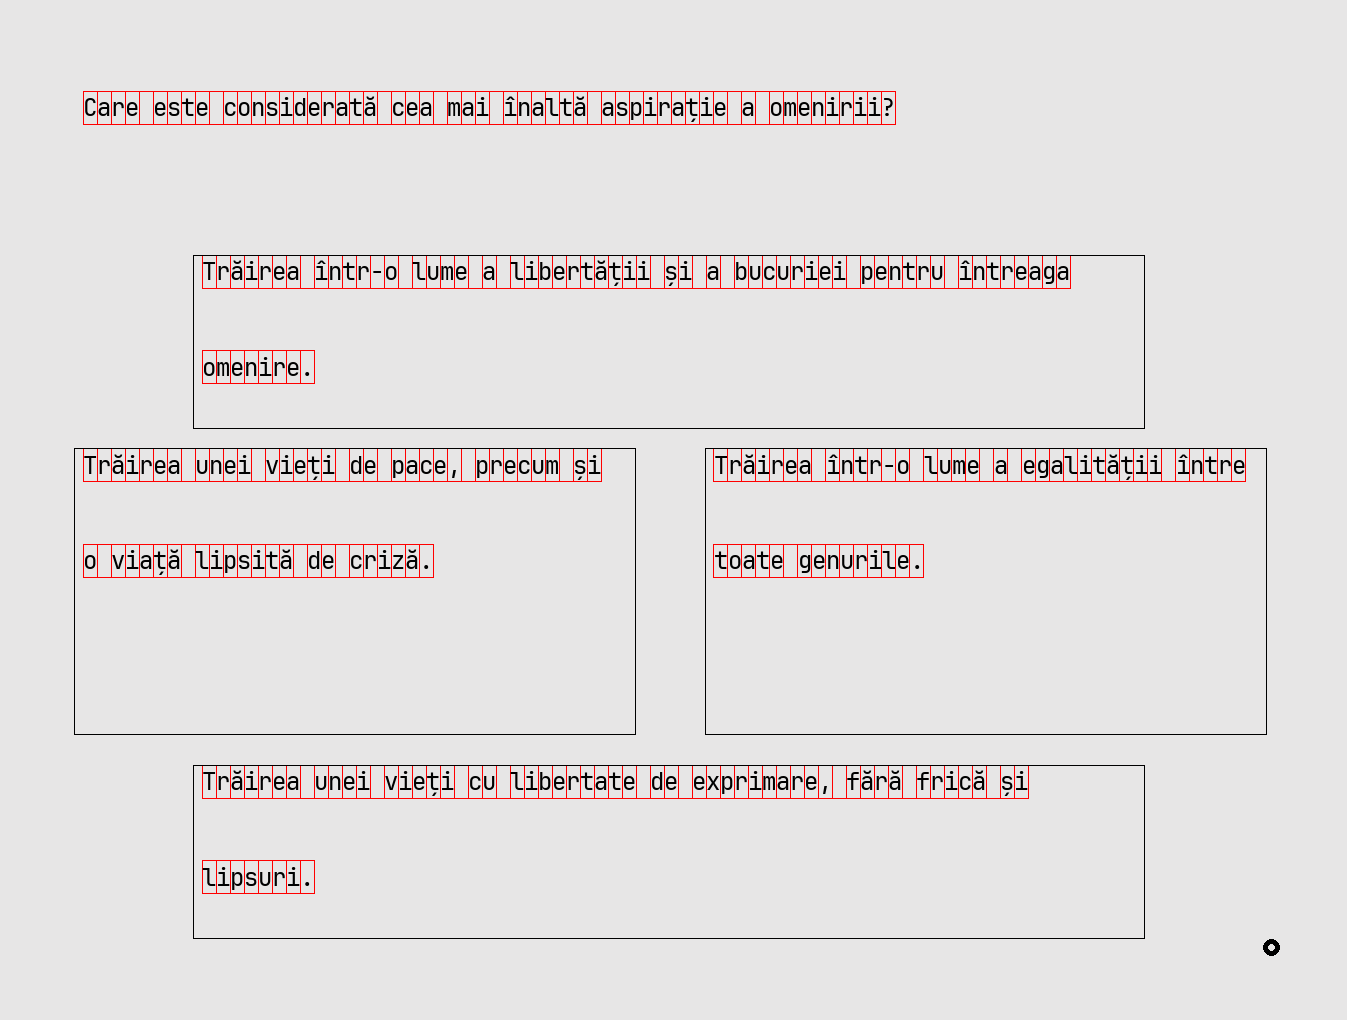 Care este considerată cea mai înaltă aspirație a omenirii?
Trăirea într-o lume a libertății și a bucuriei pentru întreaga
omenire.
Trăirea unei vieți de pace, precum și
o viață lipsită de criză.
Trăirea într-o lume a egalității între
toate genurile.
Trăirea unei vieți cu libertate de exprimare, fără frică și
lipsuri.